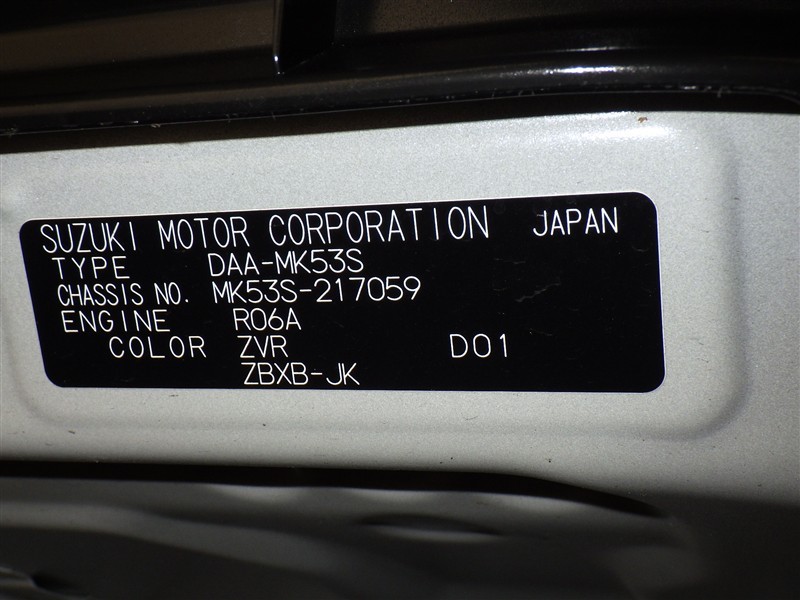 SUZUKI MOTOR CORPORATION JAPAN
TYPE DAA-MK53S
CHASSIS NO. MK53S-217059
ENGINE R06A
COLOR ZVR D01
ZBXB-JK